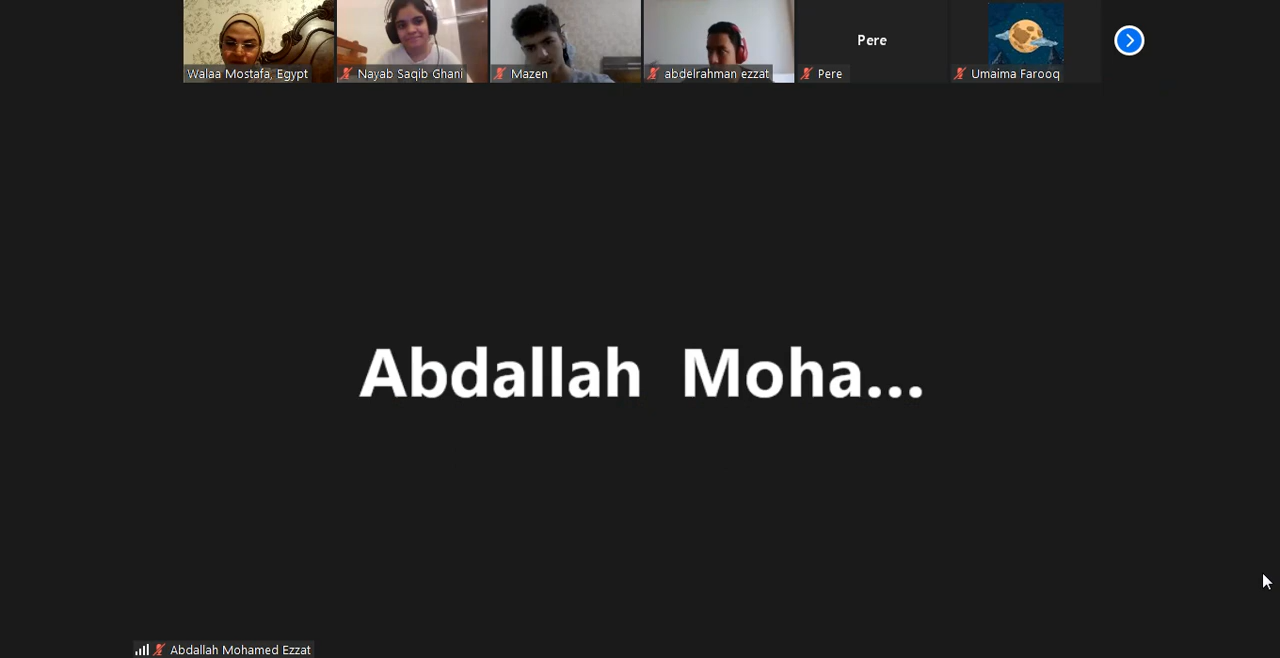 Pere
Walaa Mostafa, Egypt
Nayab Saqib Ghani
Mazen
abdelrahman ezzat
Pere
Umaima Farooq
Abdallah Moha...
Abdallah Mohamed Ezzat